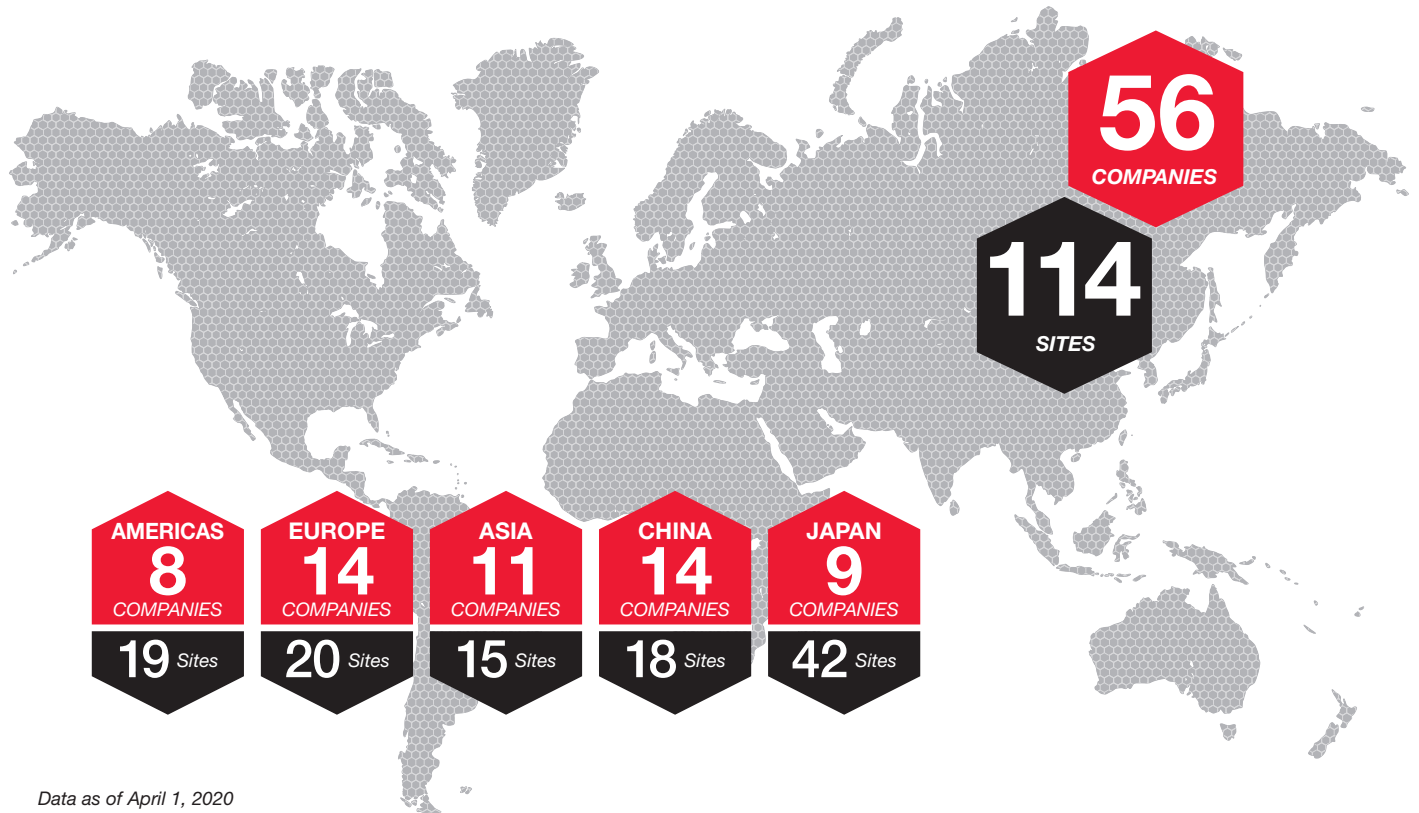 56
COMPANIES
114
SITES
AMERICAS
8
COMPANIES
19 Sites
EUROPE
14
COMPANIES
20 Sites
ASIA
11
COMPANIES
15 Sites
CHINA
14
COMPANIES
18 Sites
JAPAN
9
COMPANIES
42 Sites
Data as of April 1, 2020